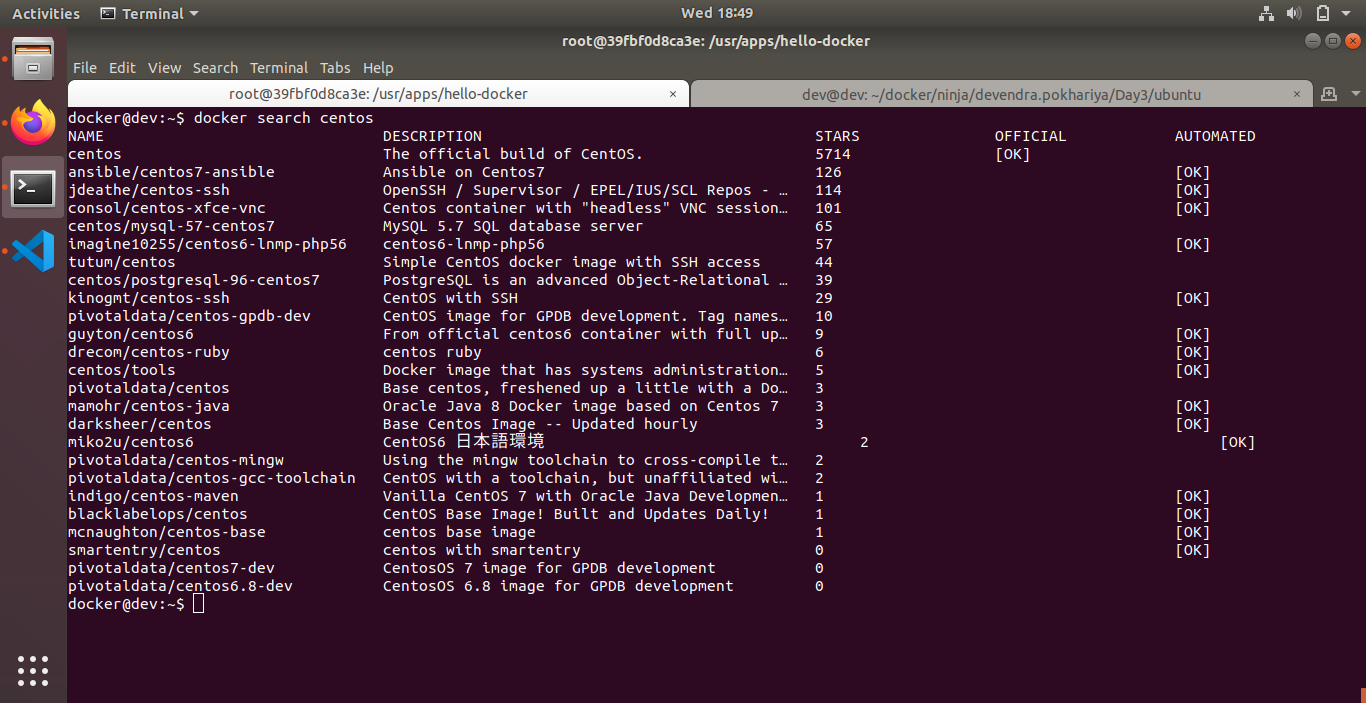 Activities Terminal Wed 18:49
root@39fbf0d8ca3e: /usr/apps/hello-docker
File Edit View Search Terminal Tabs Help
root@39fbf0d8ca3e: /usr/apps/hello-docker × dev@dev: ~/docker/ninja/devendra.pokhariya/Day3/ubuntu ×
docker@dev:~$ docker search centos
NAME DESCRIPTION STARS OFFICIAL AUTOMATED
centos The official build of CentOS. 5714 [OK]
ansible/centos7-ansible Ansible on Centos7 126 [OK]
jdeathe/centos-ssh OpenSSH / Supervisor / EPEL/IUS/SCL Repos - … 114 [OK]
consol/centos-xfce-vnc Centos container with "headless" VNC session… 101 [OK]
centos/mysql-57-centos7 MySQL 5.7 SQL database server 65
imagine10255/centos6-lnmp-php56 centos6-lnmp-php56 57 [OK]
tutum/centos Simple CentOS docker image with SSH access 44
centos/postgresql-96-centos7 PostgreSQL is an advanced Object-Relational … 39
kinogmt/centos-ssh CentOS with SSH 29 [OK]
pivotaldata/centos-gpdb-dev CentOS image for GPDB development. Tag names… 10
guyton/centos6 From official centos6 container with full up… 9 [OK]
drecom/centos-ruby centos ruby 6 [OK]
centos/tools Docker image that has systems administration… 5 [OK]
pivotaldata/centos Base centos, freshened up a little with a Do… 3
mamohr/centos-java Oracle Java 8 Docker image based on Centos 7 3 [OK]
darksheer/centos Base Centos Image -- Updated hourly 3 [OK]
miko2u/centos6 CentOS6 日本語環境 2 [OK]
pivotaldata/centos-mingw Using the mingw toolchain to cross-compile t… 2
pivotaldata/centos-gcc-toolchain CentOS with a toolchain, but unaffiliated wi… 2
indigo/centos-maven Vanilla CentOS 7 with Oracle Java Developmen… 1 [OK]
blacklabelops/centos CentOS Base Image! Built and Updates Daily! 1 [OK]
mcnaughton/centos-base centos base image 1 [OK]
smartentry/centos centos with smartentry 0 [OK]
pivotaldata/centos7-dev CentosOS 7 image for GPDB development 0
pivotaldata/centos6.8-dev CentosOS 6.8 image for GPDB development 0
docker@dev:~$